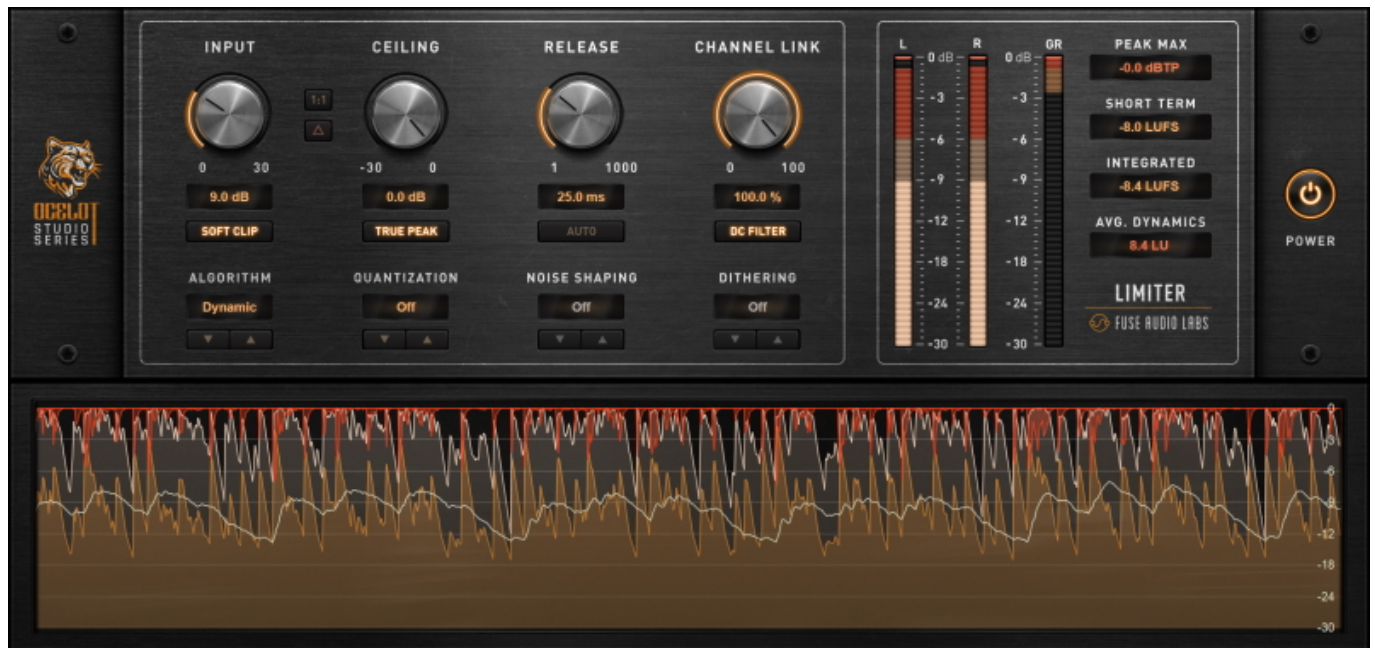 INPUT
CEILING
RELEASE
CHANNEL LINK
1:1
0 30
-30 0
1 1000
0 100
9.0 dB
0.0 dB
25.0 ms
100.0 %
SOFT CLIP
TRUE PEAK
AUTO
DC FILTER
ALGORITHM
QUANTIZATION
NOISE SHAPING
DITHERING
Dynamic
Off
Off
Off
OCELOT
STUDIO
SERIES
L R GR
0 dB 0 dB
-3 -3
-6 -6
-9 -9
-12 -12
-18 -18
-24 -24
-30 -30
PEAK MAX
-0.0 dBTP
SHORT TERM
-8.0 LUFS
INTEGRATED
-8.4 LUFS
AVG. DYNAMICS
8.4 LU
LIMITER
FUSE AUDIO LABS
POWER
0
-3
-6
-9
-12
-18
-24
-30